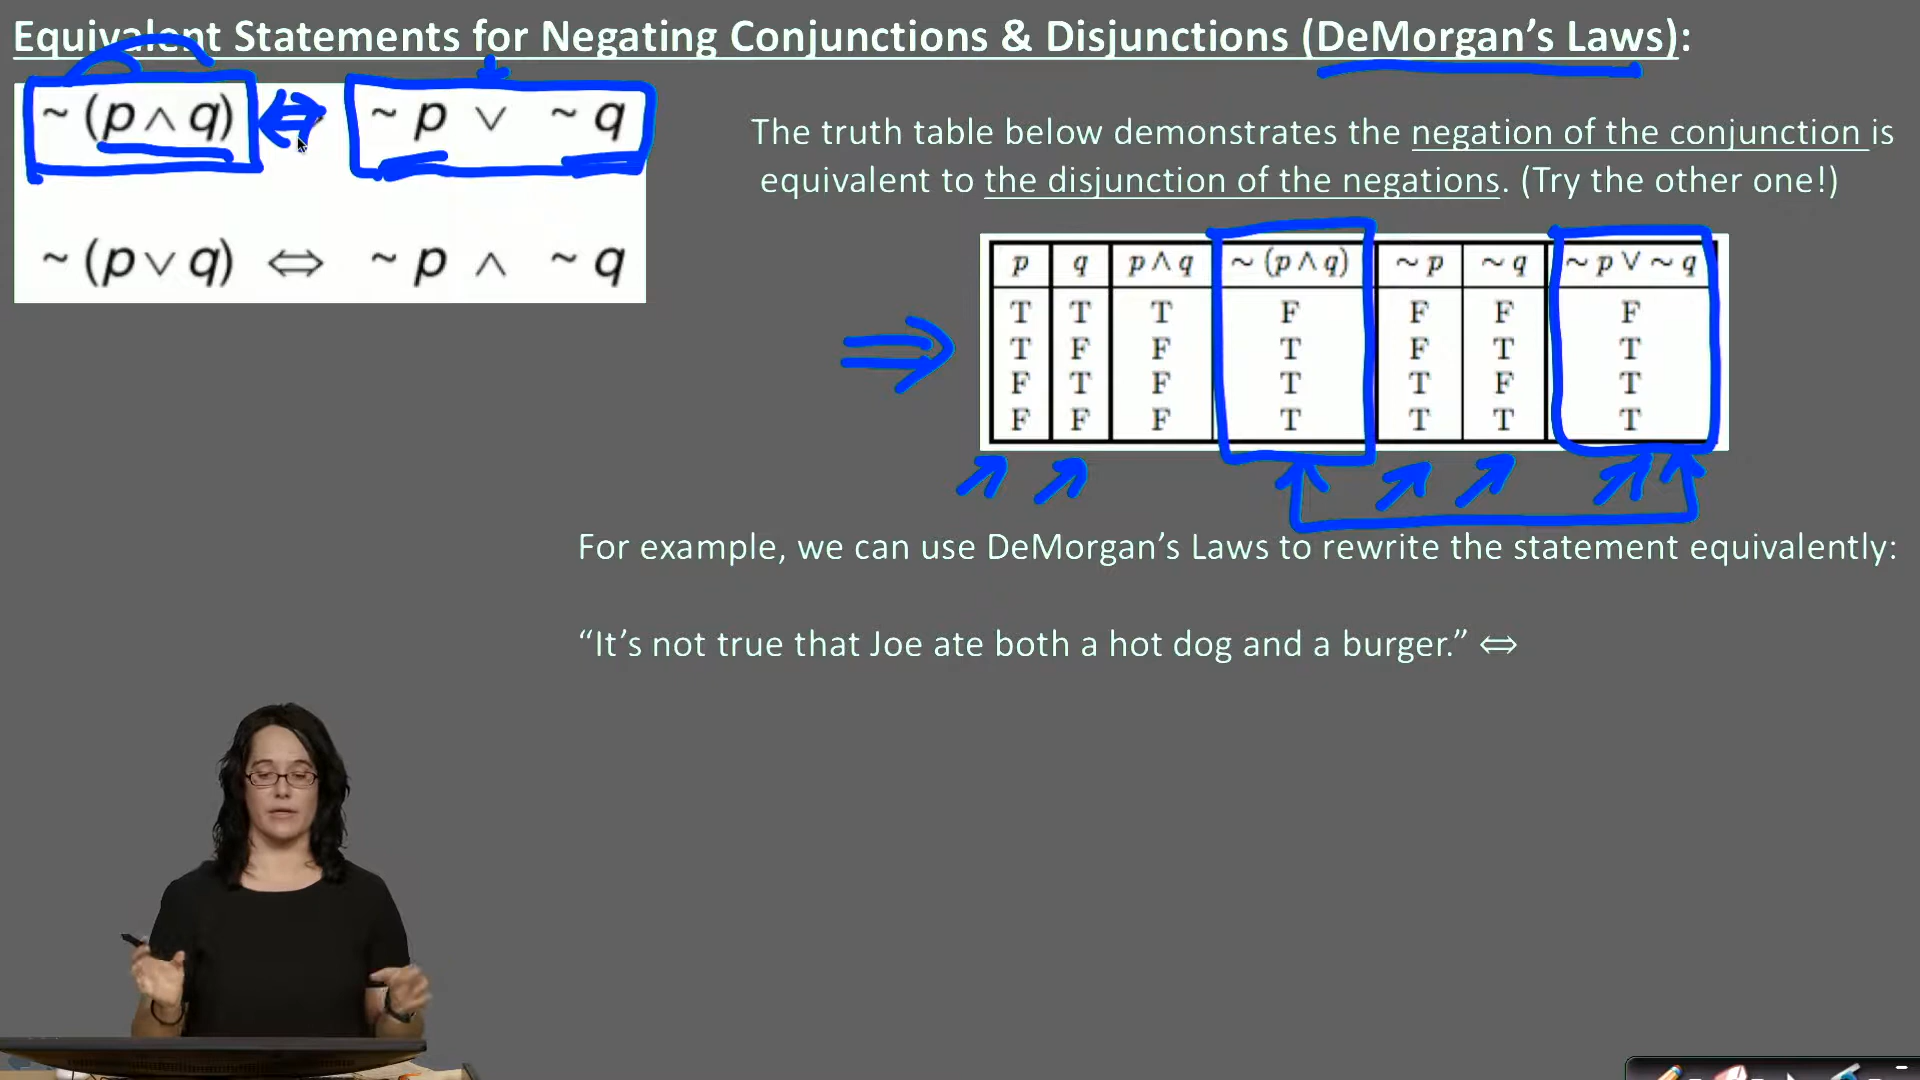 Equivalent Statements for Negating Conjunctions & Disjunctions (DeMorgan's Laws):
~ (p ∧ q) ⇔ ~ p ∨ ~ q
~ (p ∨ q) ⇔ ~ p ∧ ~ q
The truth table below demonstrates the negation of the conjunction is
equivalent to the disjunction of the negations. (Try the other one!)
p q p ∧ q ~ (p ∧ q) ~ p ~ q ~ p ∨ ~ q
T T T F F F F
T F F T F T T
F T F T T F T
F F F T T T T
For example, we can use DeMorgan’s Laws to rewrite the statement equivalently:
“It’s not true that Joe ate both a hot dog and a burger.” ⇔